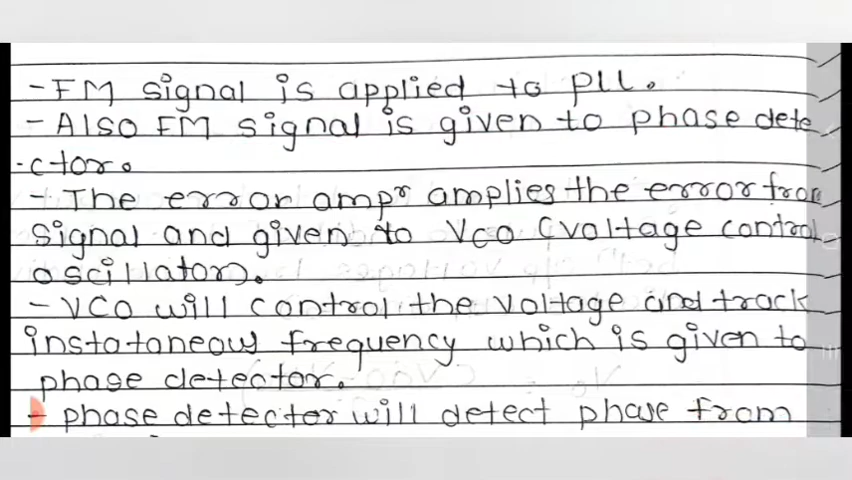 - FM signal is applied to PLL.
- Also FM signal is given to phase dete
-ctor.
- The error ampr amplies the error from
signal and given to VCO (voltage control
oscillator).
- VCO will control the voltage and track
instataneous frequency which is given to
phase detector.
- phase detector will detect phase from